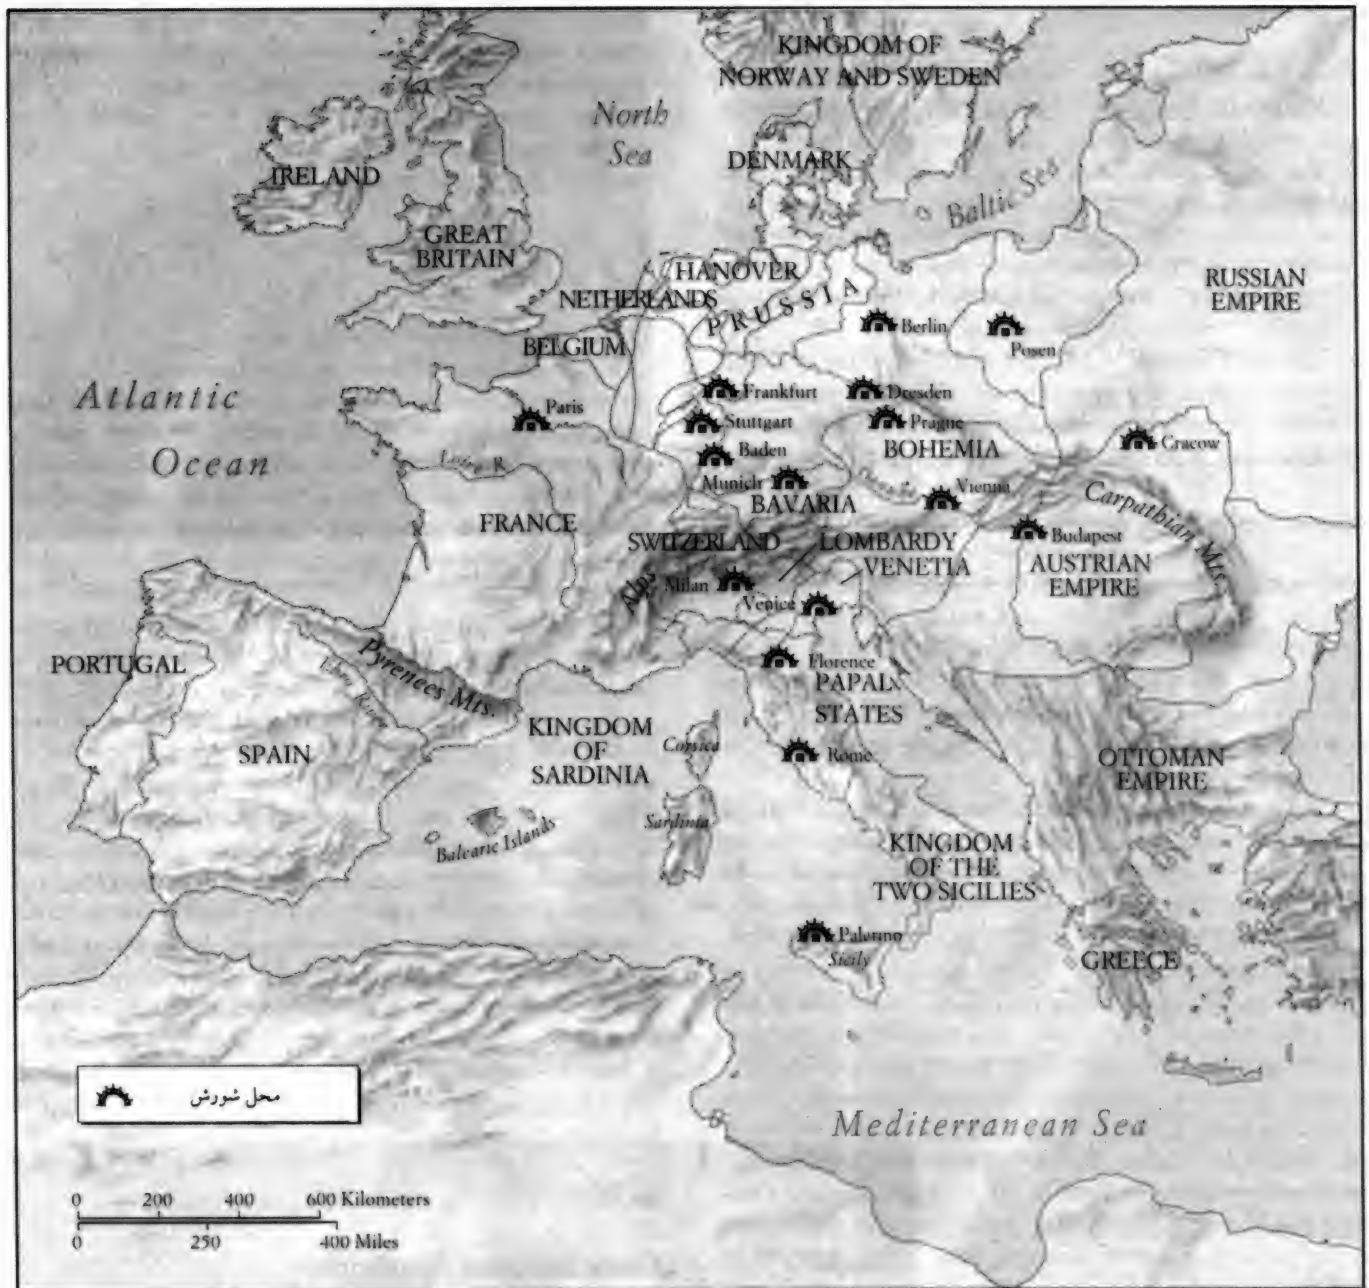 KINGDOM OF
NORWAY AND SWEDEN
North
Sea
DENMARK
IRELAND
Baltic Sea
GREAT
BRITAIN
HANOVER
RUSSIAN
EMPIRE
NETHERLANDS
PRUSSIA
Berlin
Posen
BELGIUM
Atlantic
Ocean
Frankfurt
Dresden
Paris
Stuttgart
Prague
Cracow
Baden
BOHEMIA
Loire R.
Munich
Vienna
Carpathian Mts.
BAVARIA
FRANCE
SWITZERLAND
LOMBARDY
Budapest
VENETIA
AUSTRIAN
EMPIRE
Alps
Milan
Venice
PORTUGAL
Pyrenees Mts.
Ebro River
Florence
PAPAL
STATES
KINGDOM
OF
SARDINIA
Corsica
SPAIN
Rome
OTTOMAN
EMPIRE
Sardinia
Balearic Islands
KINGDOM
OF THE
TWO SICILIES
Palermo
Sicily
GREECE
محل شورش
Mediterranean Sea
0 200 400 600 Kilometers
0 250 400 Miles